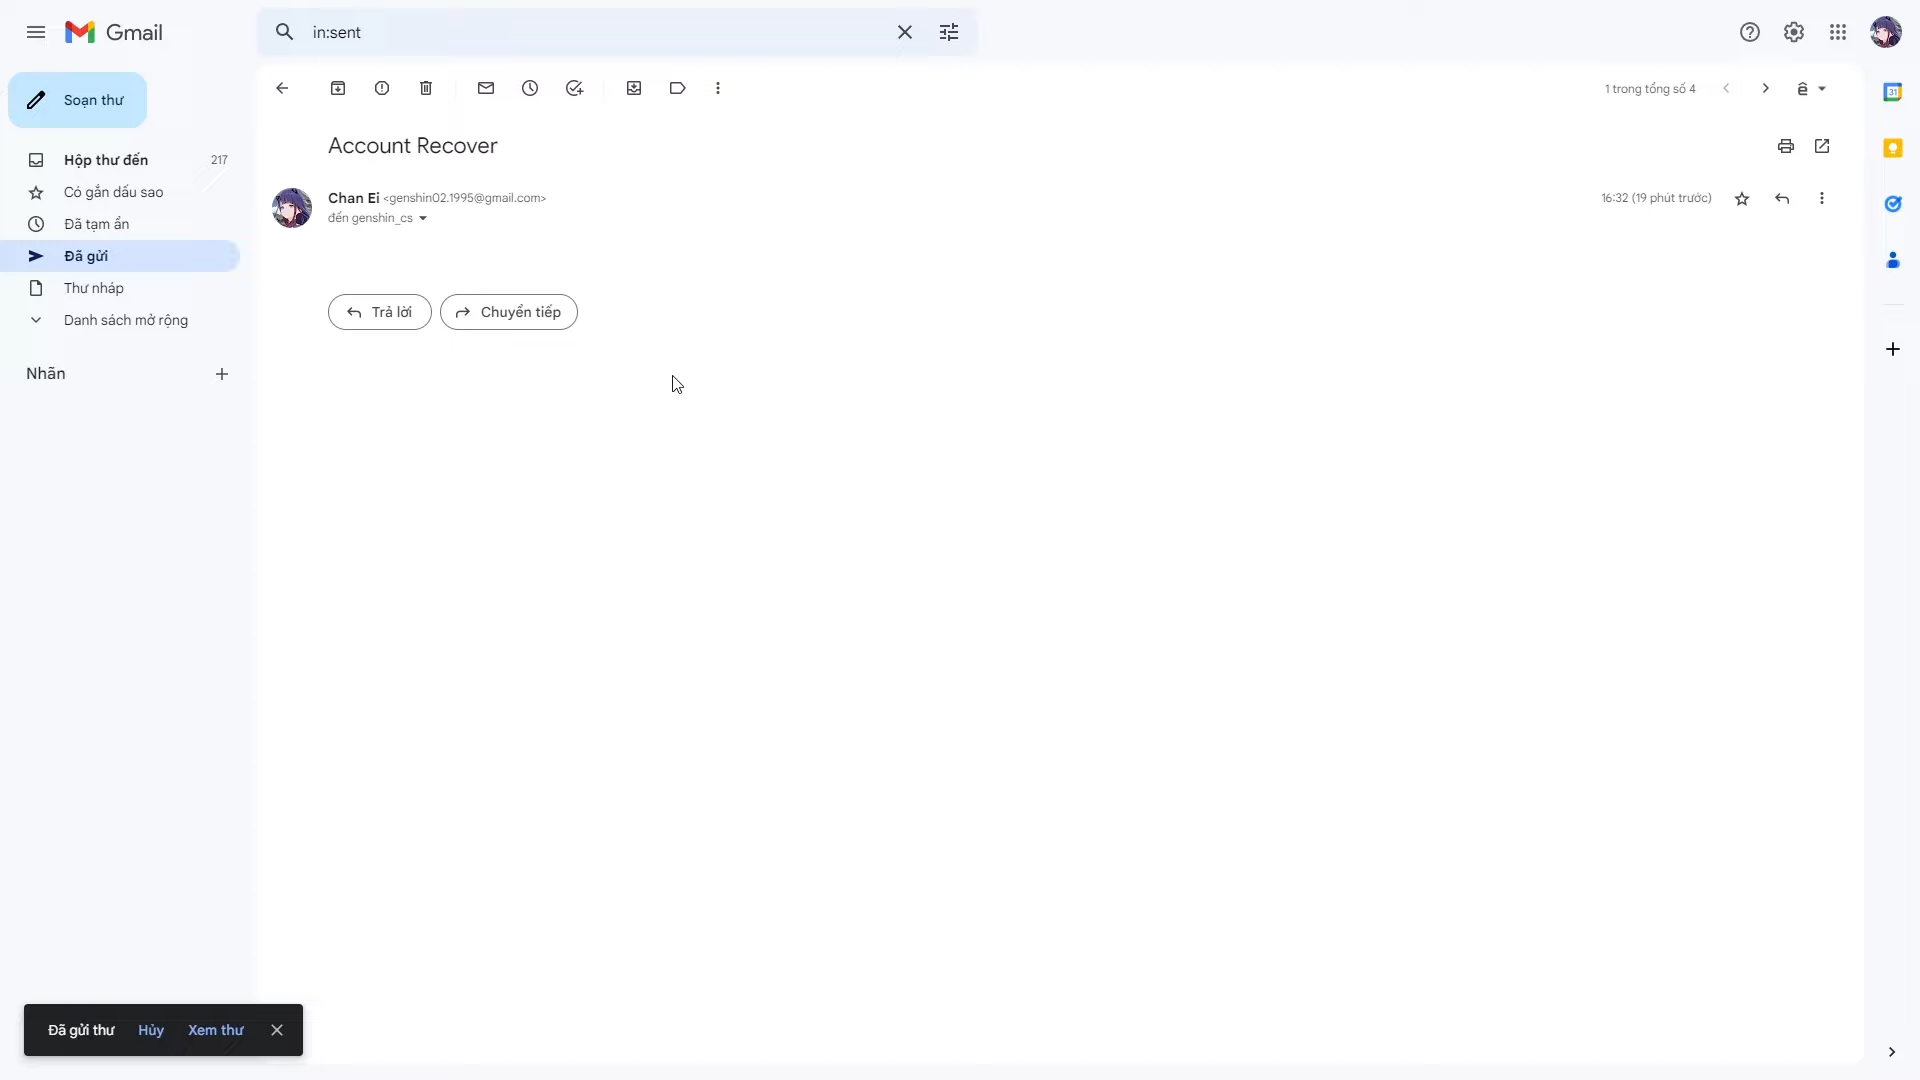 Gmail
in:sent
Soạn thư
1 trong tổng số 4
Account Recover
Hộp thư đến 217
Có gắn dấu sao
Đã tạm ẩn
Đã gửi
Thư nháp
Danh sách mở rộng
Nhãn
Chan Ei <genshin02.1995@gmail.com>
16:32 (19 phút trước)
đến genshin_cs
Trả lời
Chuyển tiếp
31
Đã gửi thư Hủy Xem thư